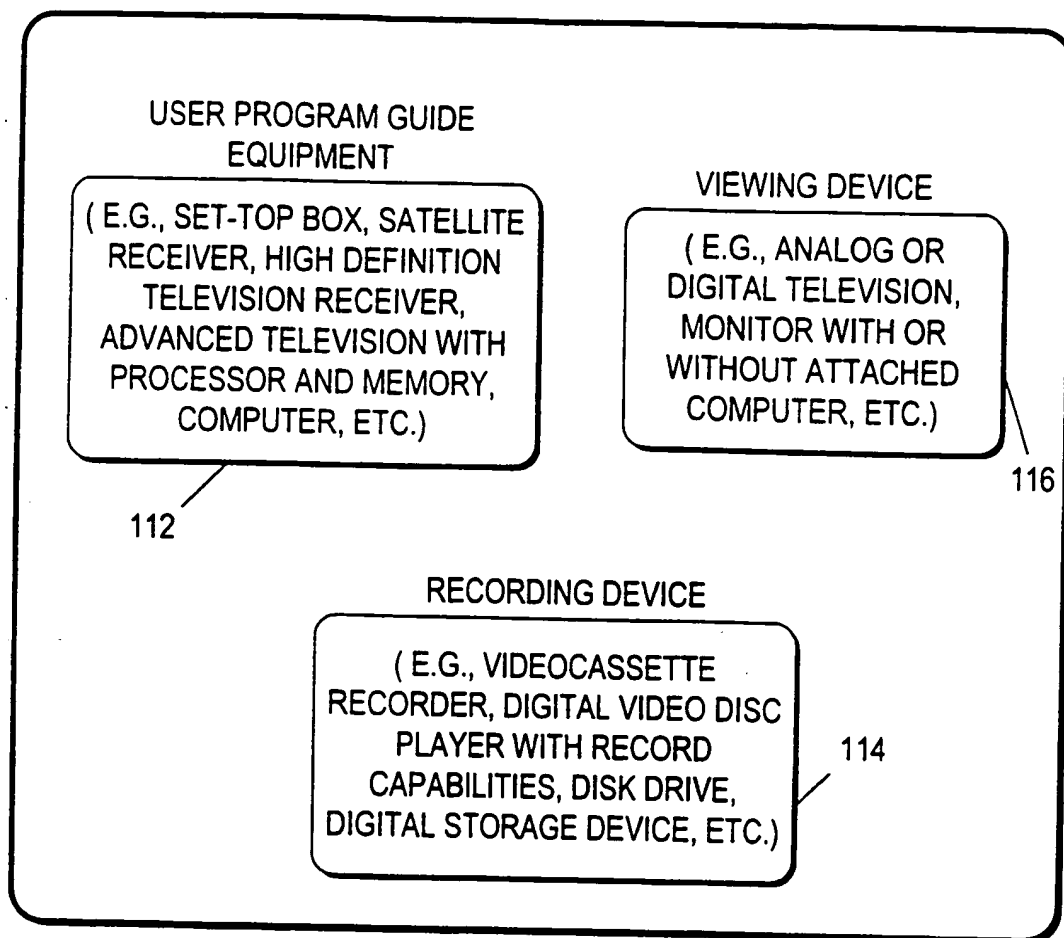 USER PROGRAM GUIDE
EQUIPMENT
( E.G., SET-TOP BOX, SATELLITE
RECEIVER, HIGH DEFINITION
TELEVISION RECEIVER,
ADVANCED TELEVISION WITH
PROCESSOR AND MEMORY,
COMPUTER, ETC.)
112
VIEWING DEVICE
( E.G., ANALOG OR
DIGITAL TELEVISION,
MONITOR WITH OR
WITHOUT ATTACHED
COMPUTER, ETC.)
116
RECORDING DEVICE
( E.G., VIDEOCASSETTE
RECORDER, DIGITAL VIDEO DISC
PLAYER WITH RECORD
CAPABILITIES, DISK DRIVE,
DIGITAL STORAGE DEVICE, ETC.)
114